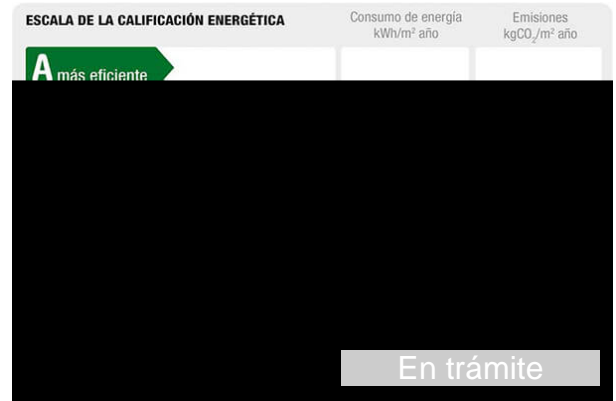 ESCALA DE LA CALIFICACIÓN ENERGÉTICA
Consumo de energía
kWh/m² año
Emisiones
kgCO₂/m² año
A más eficiente
En trámite